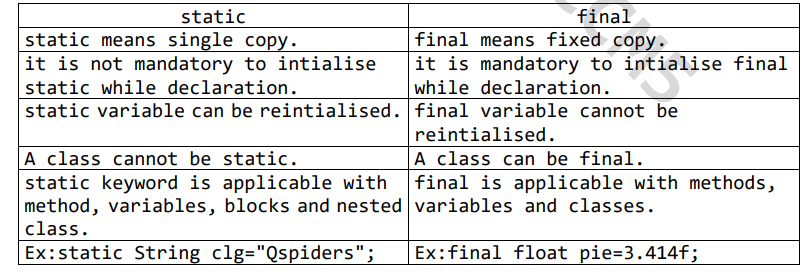 static final
static means single copy. final means fixed copy.
it is not mandatory to intialise it is mandatory to intialise final
static while declaration. while declaration.
static variable can be reintialised. final variable cannot be
reintialised.
A class cannot be static. A class can be final.
static keyword is applicable with final is applicable with methods,
method, variables, blocks and nested variables and classes.
class.
Ex:static String clg="Qspiders"; Ex:final float pie=3.414f;